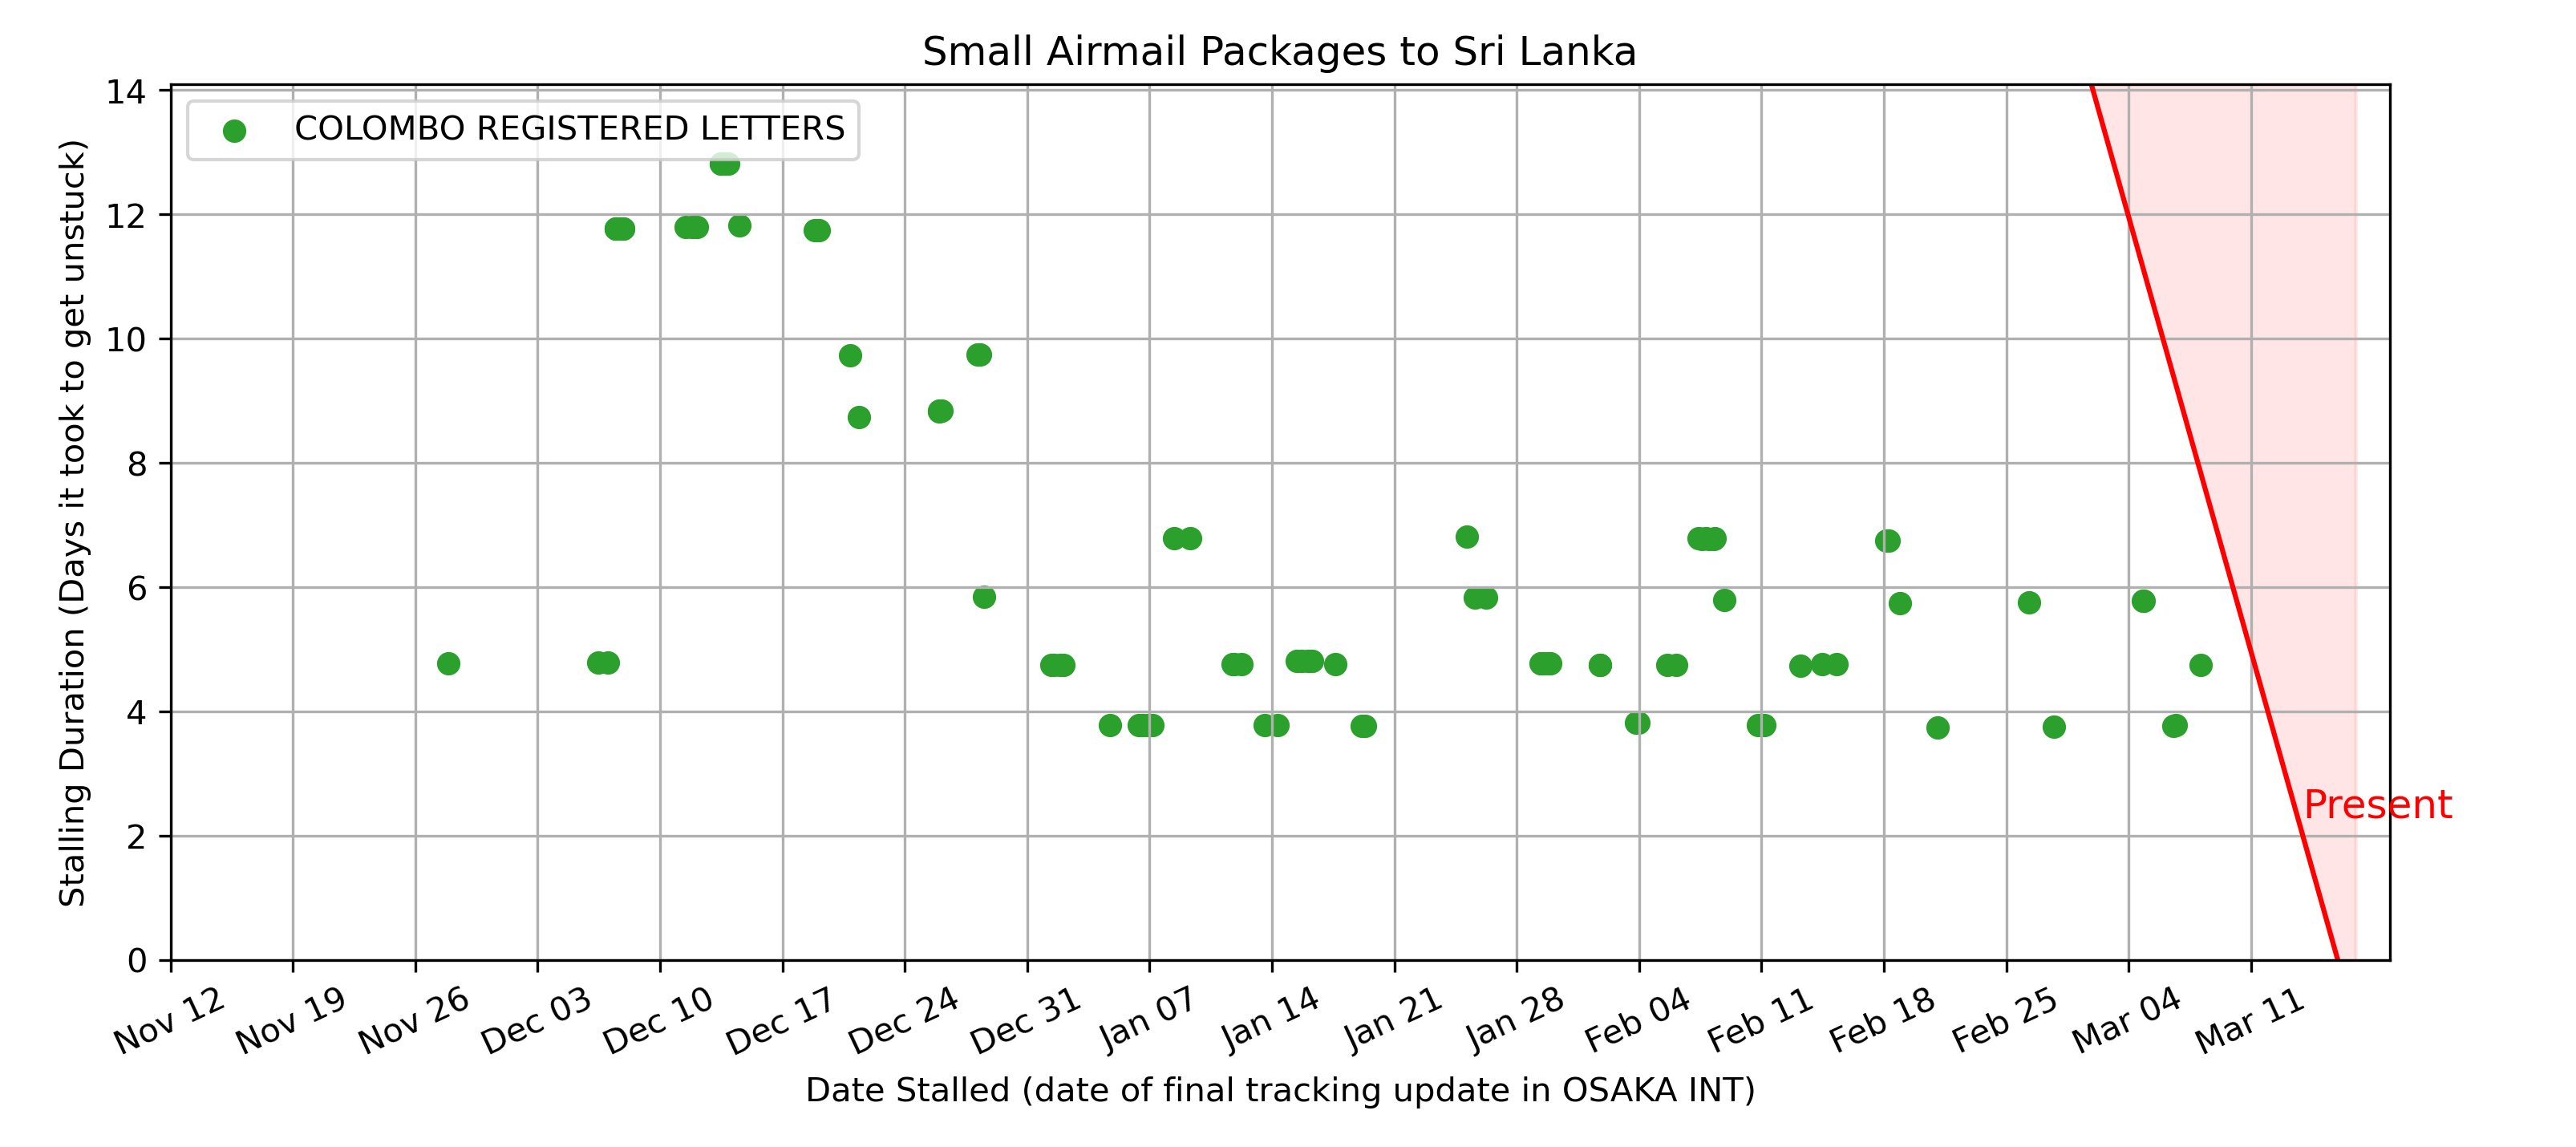 Small Airmail Packages to Sri Lanka
COLOMBO REGISTERED LETTERS
Stalling Duration (Days it took to get unstuck)
14
12
10
8
6
4
2
0
Present
Nov 12
Nov 19
Nov 26
Dec 03
Dec 10
Dec 17
Dec 24
Dec 31
Jan 07
Jan 14
Jan 21
Jan 28
Feb 04
Feb 11
Feb 18
Feb 25
Mar 04
Mar 11
Date Stalled (date of final tracking update in OSAKA INT)